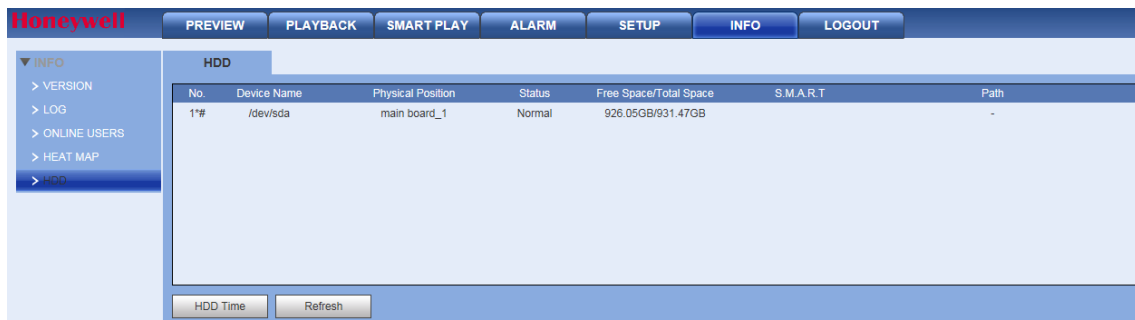 Honeywell PREVIEW PLAYBACK SMART PLAY ALARM SETUP INFO LOGOUT
INFO
> VERSION
> LOG
> ONLINE USERS
> HEAT MAP
> HDD
HDD
No. Device Name Physical Position Status Free Space/Total Space S.M.A.R.T Path
1*# /dev/sda main board_1 Normal 926.05GB/931.47GB -
HDD Time Refresh